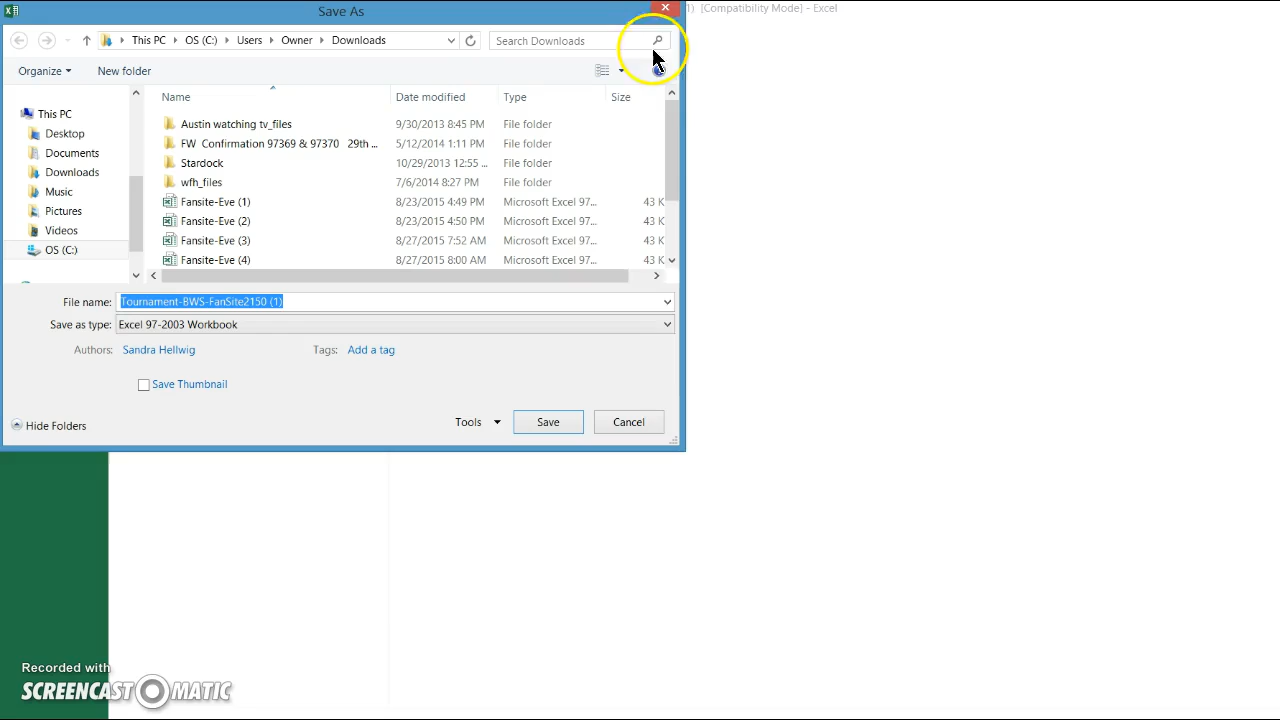 Save As
1) [Compatibility Mode] - Excel
This PC Users Owner Downloads OS (C:)
Search Downloads
Organize New folder
Name Date modified Type Size
This PC
Desktop
Documents
Downloads
Music
Pictures
Videos
OS (C:)
Austin watching tv_files 9/30/2013 8:45 PM File folder
FW Confirmation 97369 & 97370 29th ... 5/12/2014 1:11 PM File folder
Stardock 10/29/2013 12:55 ... File folder
wfh_files 7/6/2014 8:27 PM File folder
Fansite-Eve (1) 8/23/2015 4:49 PM Microsoft Excel 97... 43 K
Fansite-Eve (2) 8/23/2015 4:50 PM Microsoft Excel 97... 43 K
Fansite-Eve (3) 8/27/2015 7:52 AM Microsoft Excel 97... 43 K
Fansite-Eve (4) 8/27/2015 8:00 AM Microsoft Excel 97... 43 K
File name: Tournament-BWS-FanSite2150 (1)
Save as type: Excel 97-2003 Workbook
Authors: Sandra Hellwig Tags: Add a tag
Save Thumbnail
Hide Folders Tools Save Cancel
Recorded with
SCREENCAST-O-MATIC